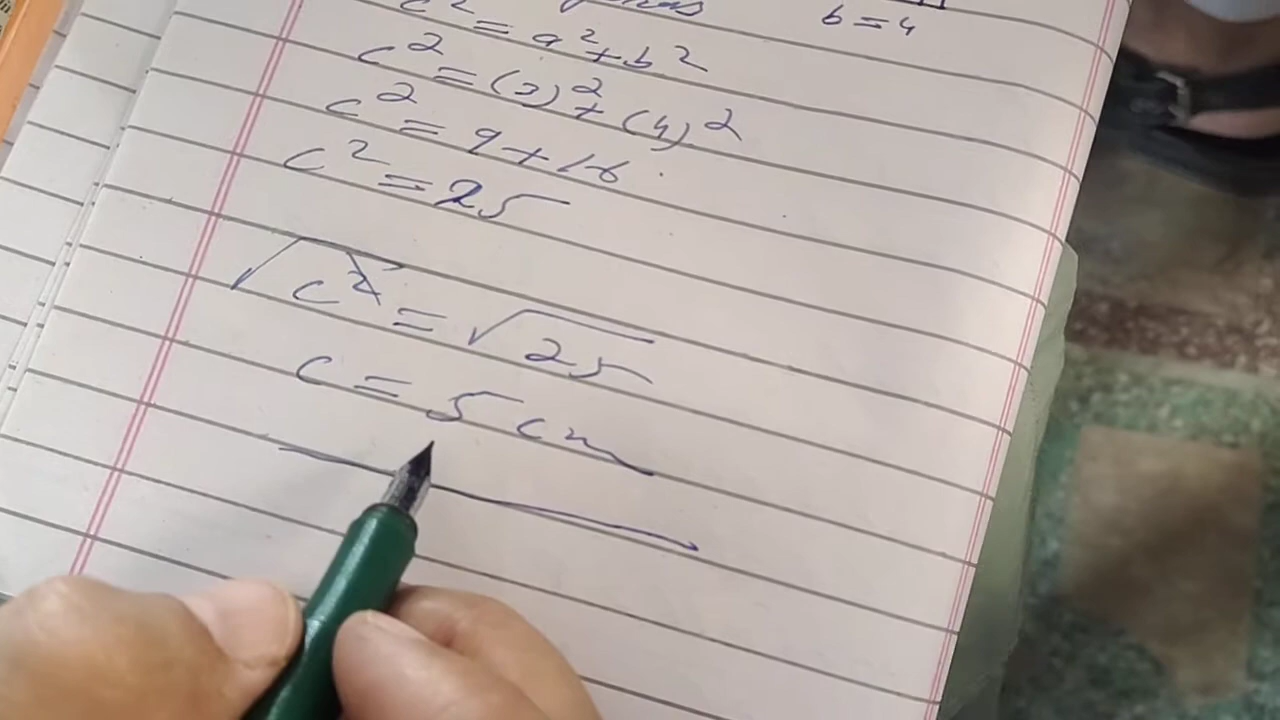 b = 4
c² = a² + b²
c² = (3)² + (4)²
c² = 9 + 16
c² = 25
√c² = √25
c = 5 cm